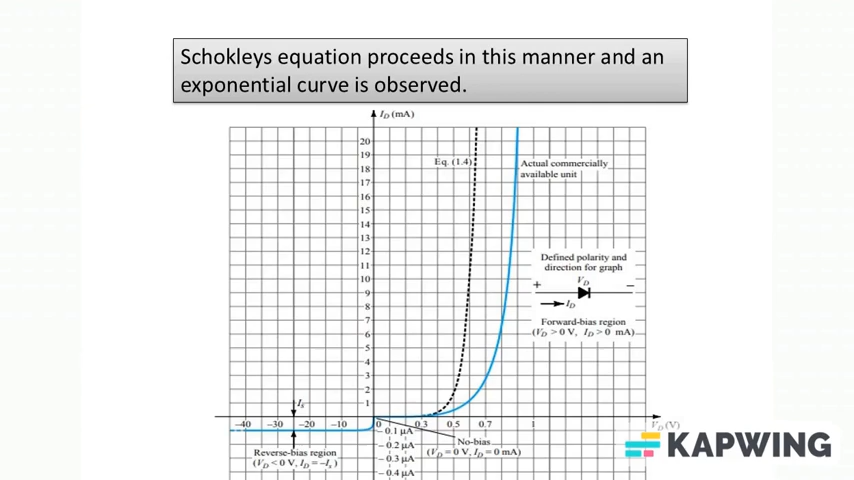 Schokleys equation proceeds in this manner and an
exponential curve is observed.
I_D (mA)
20
19
18
17
16
15
14
13
12
11
10
9
8
7
6
5
4
3
2
1
Eq. (1.4)
Actual commercially
available unit
Defined polarity and
direction for graph
V_D
+ –
I_D
Forward-bias region
(V_D > 0 V, I_D > 0 mA)
I_s
–40 –30 –20 –10 0 0.3 0.5 0.7 1 V_D (V)
– 0.1 µA
– 0.2 µA
– 0.3 µA
– 0.4 µA
No-bias
(V_D = 0 V, I_D = 0 mA)
Reverse-bias region
(V_D < 0 V, I_D = –I_s)
KAPWING